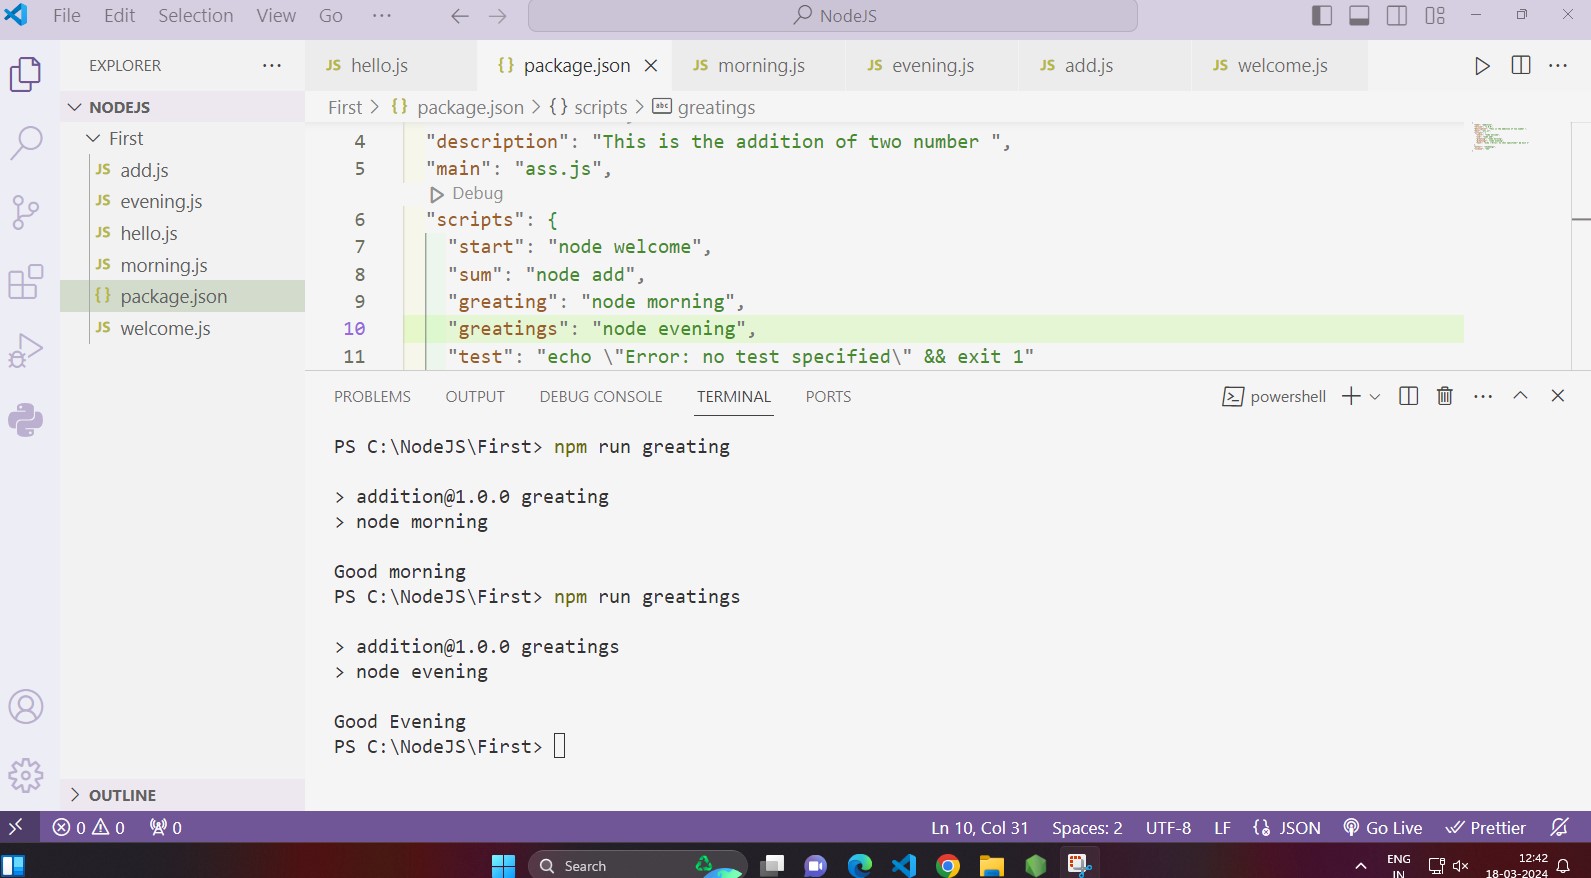 File Edit Selection View Go ··· NodeJS
EXPLORER ···
NODEJS
First
JS add.js
JS evening.js
JS hello.js
JS morning.js
{} package.json
JS welcome.js
OUTLINE
JS hello.js {} package.json JS morning.js JS evening.js JS add.js JS welcome.js
First > {} package.json > {} scripts > abc greatings
4 "description": "This is the addition of two number ",
5 "main": "ass.js",
Debug
6 "scripts": {
7 "start": "node welcome",
8 "sum": "node add",
9 "greating": "node morning",
10 "greatings": "node evening",
11 "test": "echo \"Error: no test specified\" && exit 1"
PROBLEMS OUTPUT DEBUG CONSOLE TERMINAL PORTS powershell
PS C:\NodeJS\First> npm run greating
> addition@1.0.0 greating
> node morning
Good morning
PS C:\NodeJS\First> npm run greatings
> addition@1.0.0 greatings
> node evening
Good Evening
PS C:\NodeJS\First>
0 0 0 Ln 10, Col 31 Spaces: 2 UTF-8 LF {} JSON Go Live Prettier
Search ENG 12:42
IN 18-03-2024